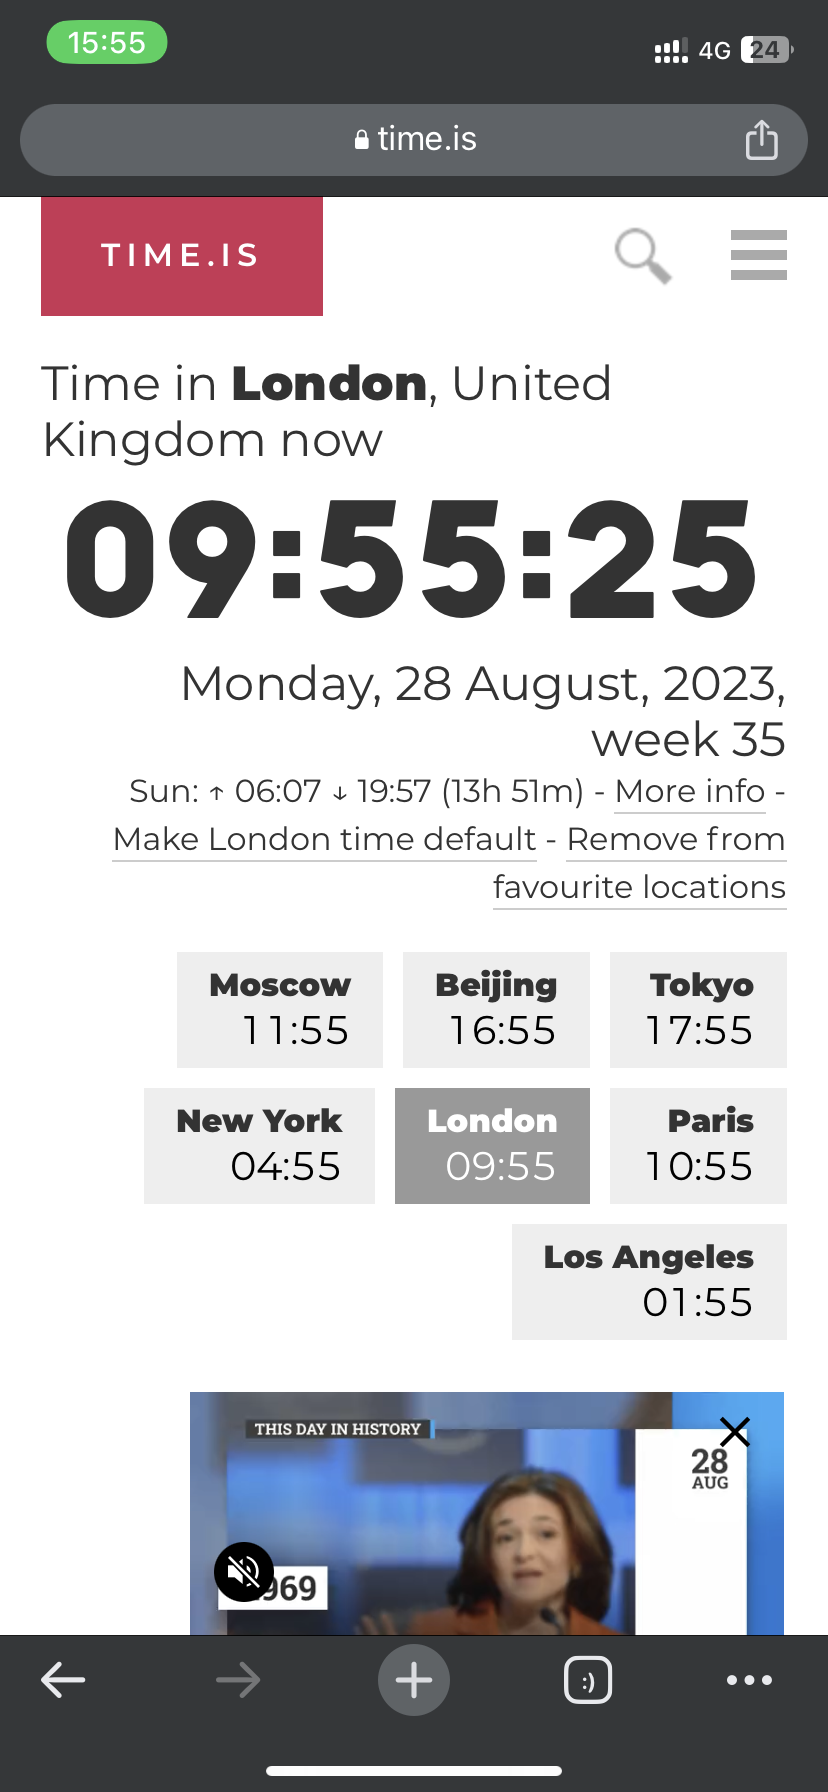 15:55
4G 24
time.is
TIME.IS
Time in London, United
Kingdom now
09:55:25
Monday, 28 August, 2023,
week 35
Sun: ↑ 06:07 ↓ 19:57 (13h 51m) - More info -
Make London time default - Remove from
favourite locations
Moscow Beijing Tokyo
11:55 16:55 17:55
New York London Paris
04:55 09:55 10:55
Los Angeles
01:55
THIS DAY IN HISTORY
28
AUG
969
:)